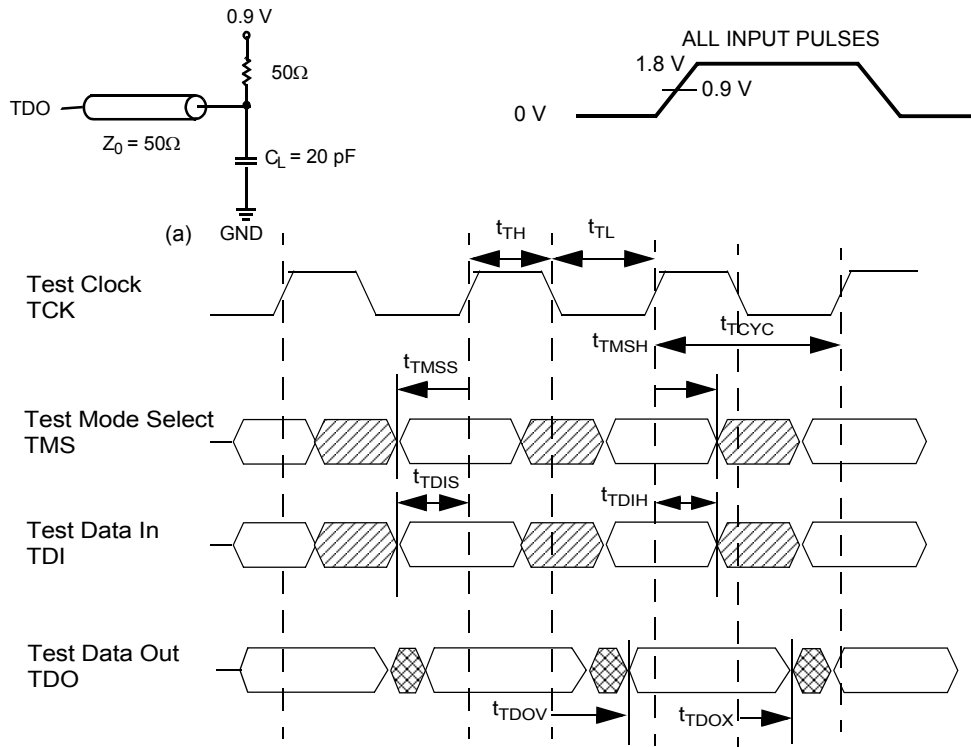 0.9 V
50Ω
TDO
Z0 = 50Ω
CL = 20 pF
(a)
GND
ALL INPUT PULSES
1.8 V
0.9 V
0 V
tTH
tTL
Test Clock
TCK
tTMSH
tTCYC
tTMSS
Test Mode Select
TMS
tTDIS
tTDIH
Test Data In
TDI
Test Data Out
TDO
tTDOV
tTDOX